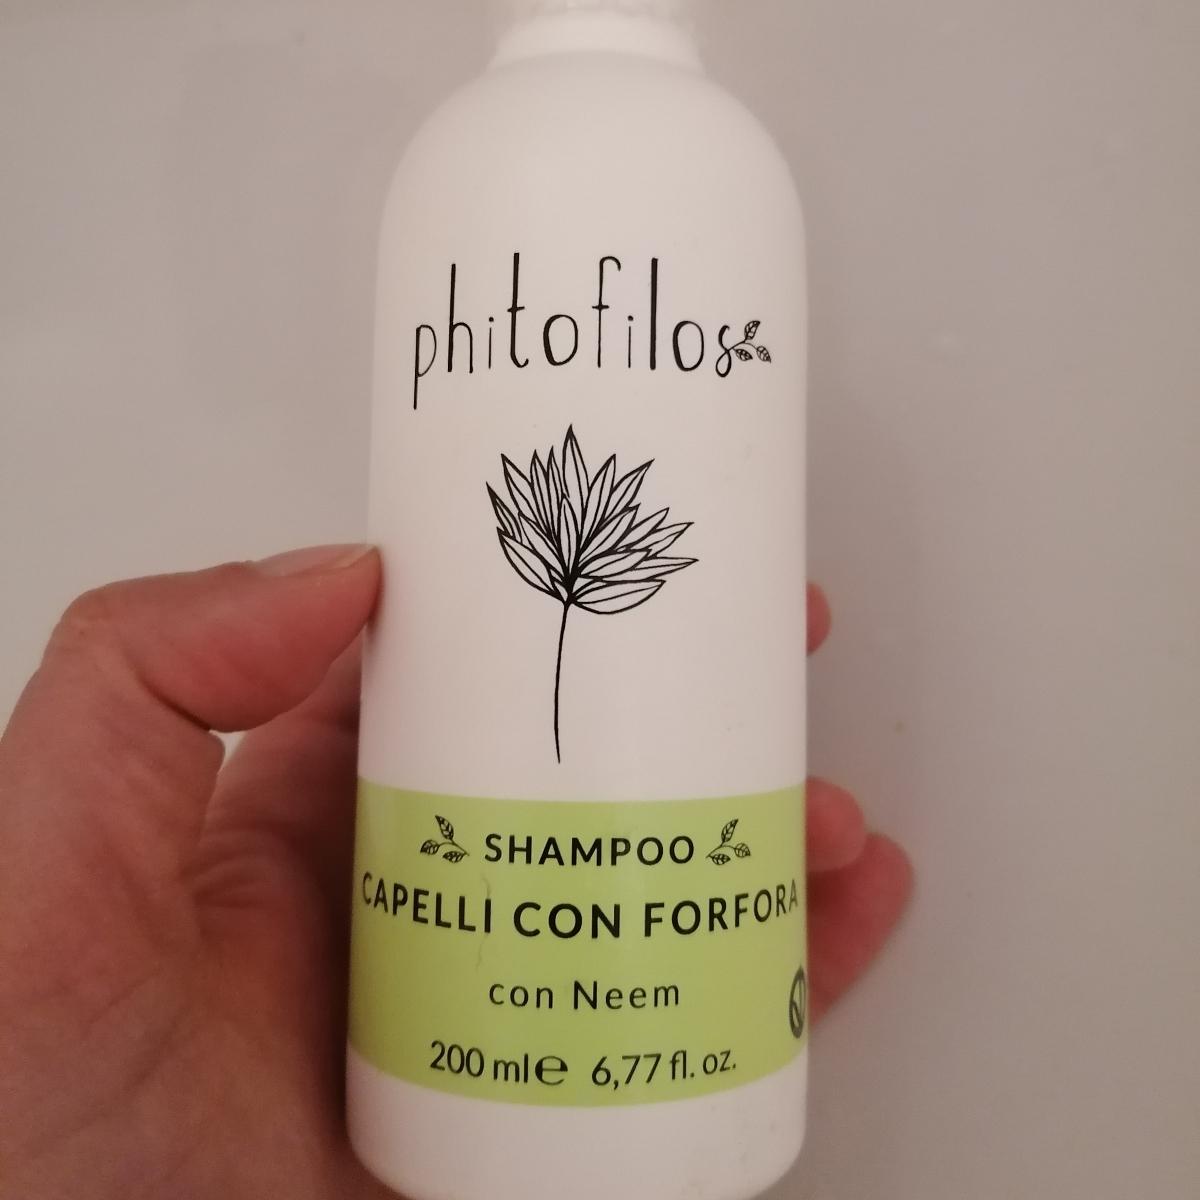 phitofilos
SHAMPOO
CAPELLI CON FORFORA
con Neem
200 ml e 6,77 fl. oz.